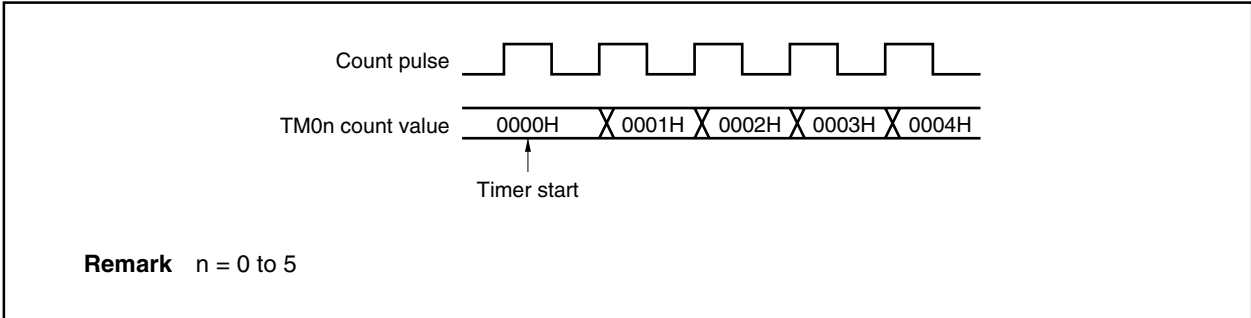 Count pulse
TM0n count value 0000H 0001H 0002H 0003H 0004H
Timer start
Remark n = 0 to 5